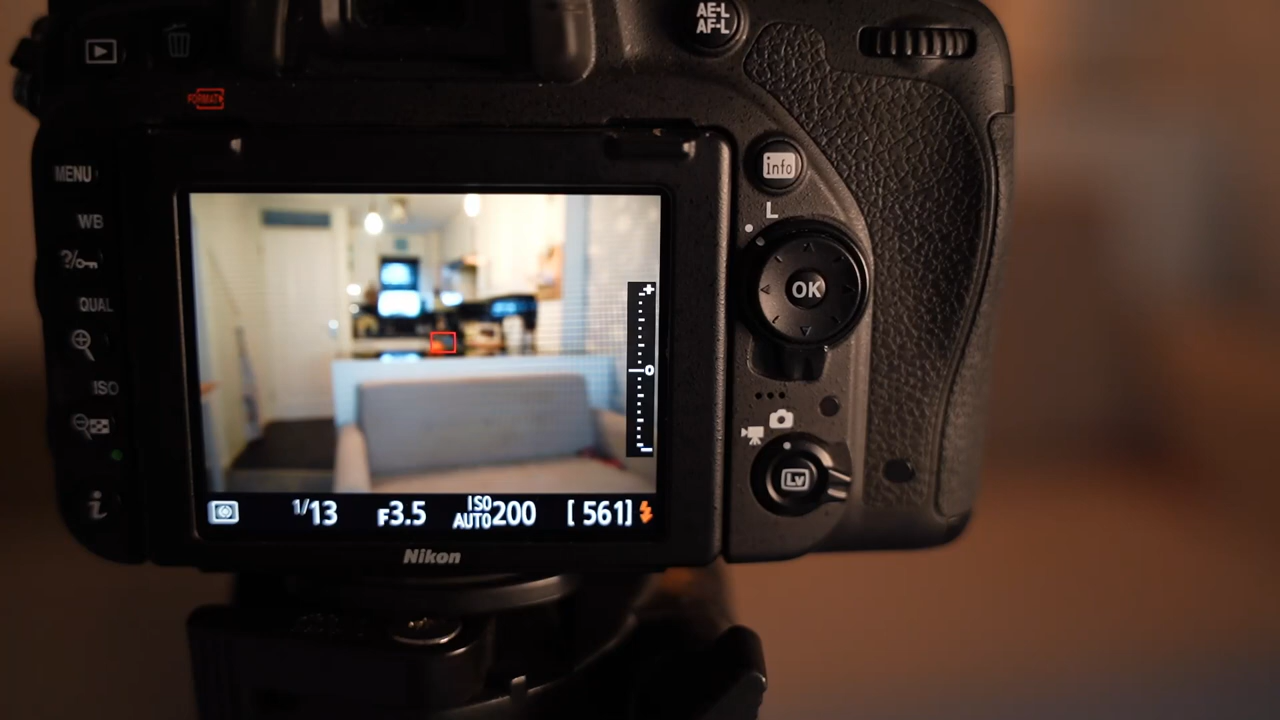 AE-L
AF-L
FORMAT
MENU
info
WB
L
?/
QUAL
OK
ISO
1/13 F3.5 ISO AUTO 200 [561]
+
0
-
Lv
i
Nikon